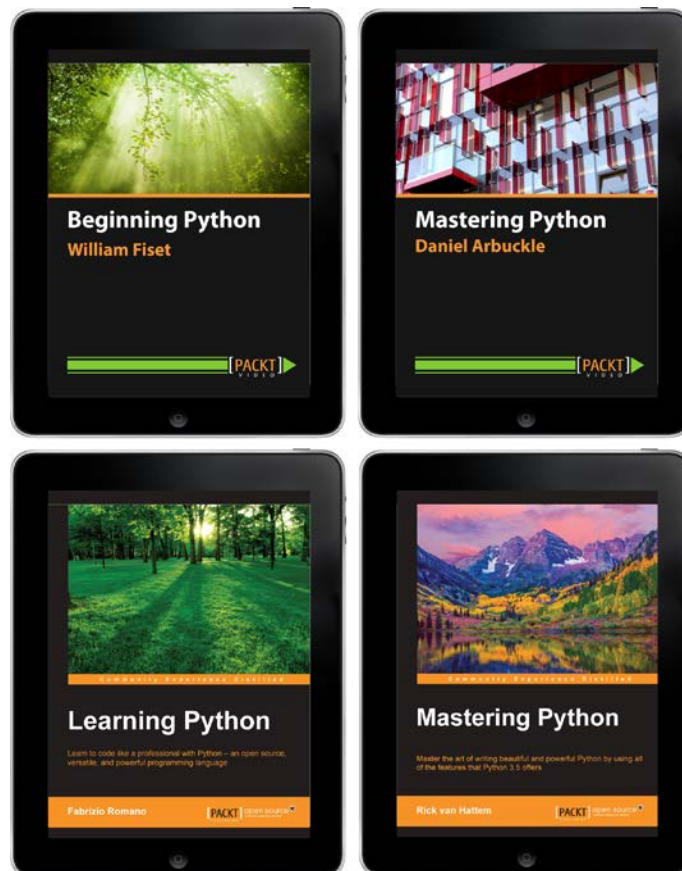 Beginning Python
William Fiset
[PACKT]
VIDEO
Mastering Python
Daniel Arbuckle
[PACKT]
VIDEO
Community Experience Distilled
Learning Python
Learn to code like a professional with Python – an open source,
versatile, and powerful programming language
Fabrizio Romano
[PACKT] open source
Community Experience Distilled
Mastering Python
Master the art of writing beautiful and powerful Python by using all
of the features that Python 3.5 offers
Rick van Hattem
[PACKT] open source